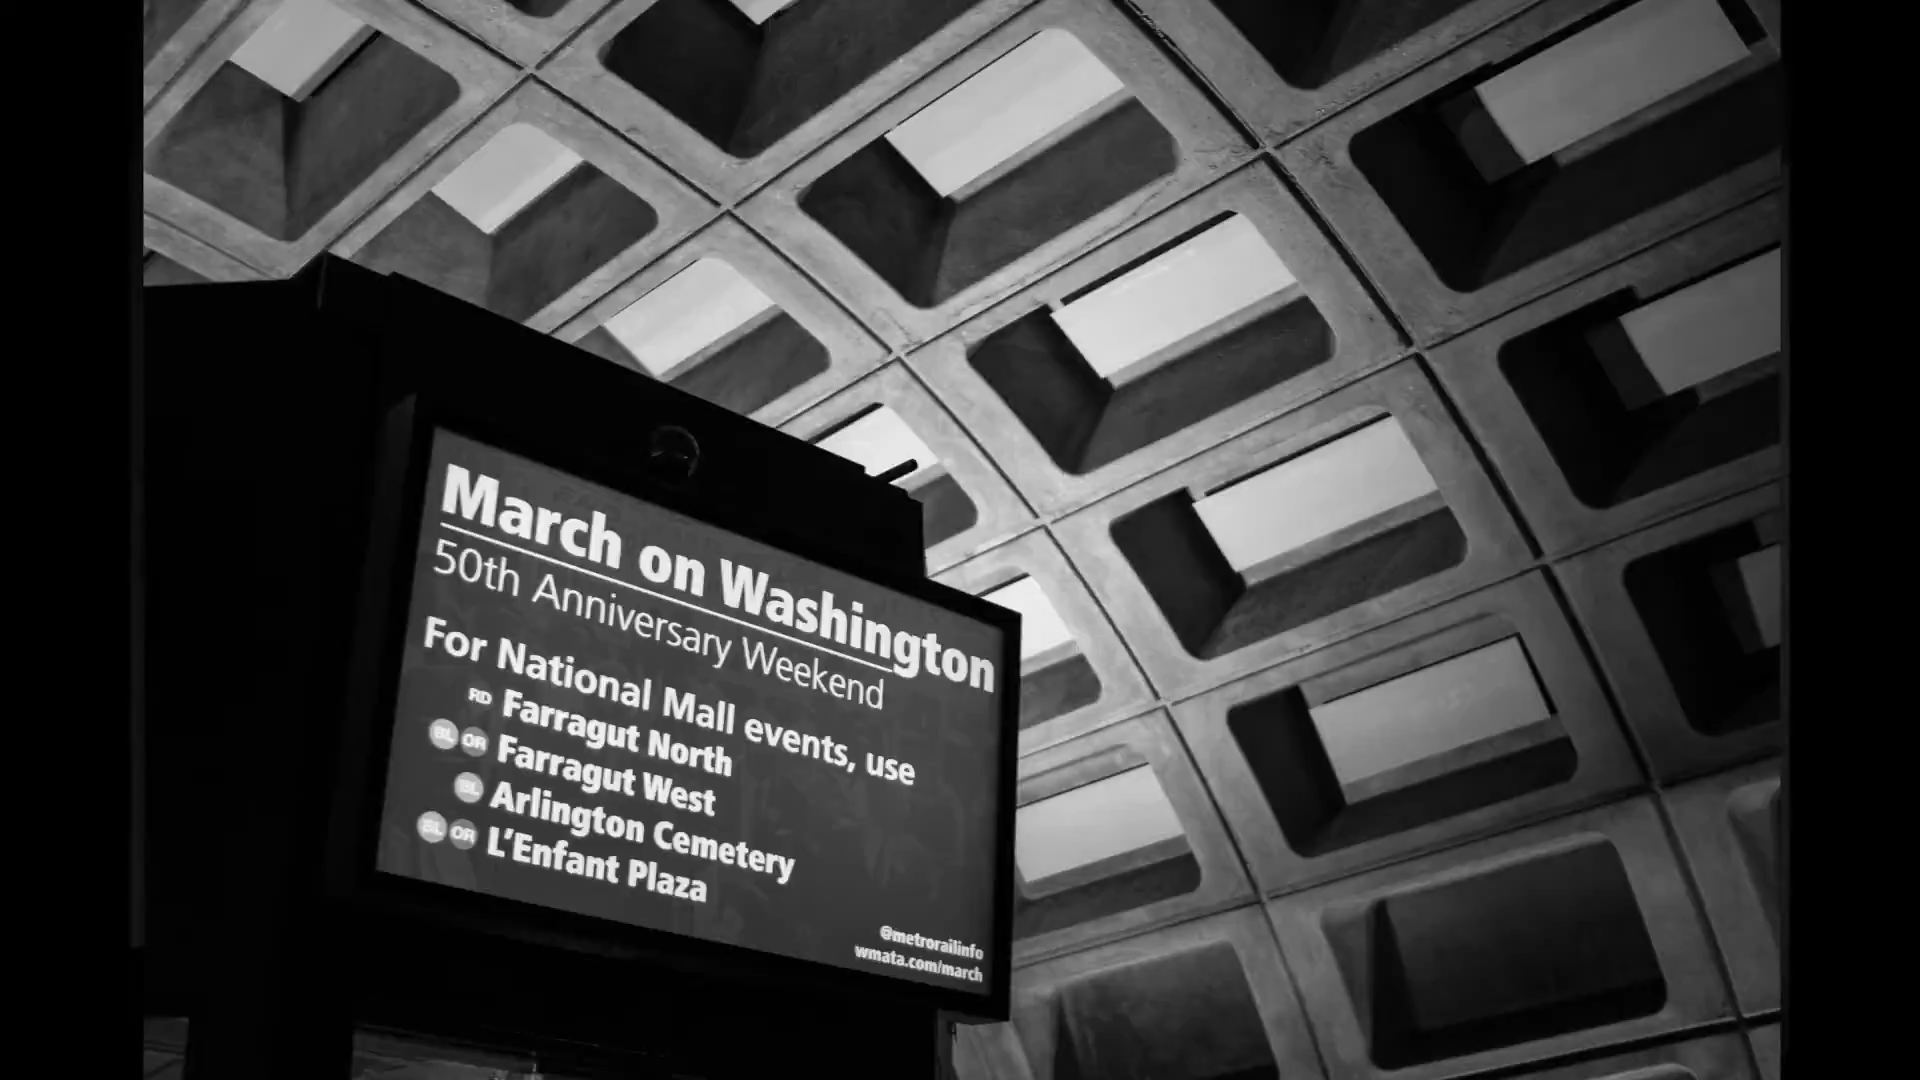 March on Washington
50th Anniversary Weekend
For National Mall events, use
RD Farragut North
BL OR Farragut West
BL Arlington Cemetery
BL OR L'Enfant Plaza
@metrorailinfo
wmata.com/march